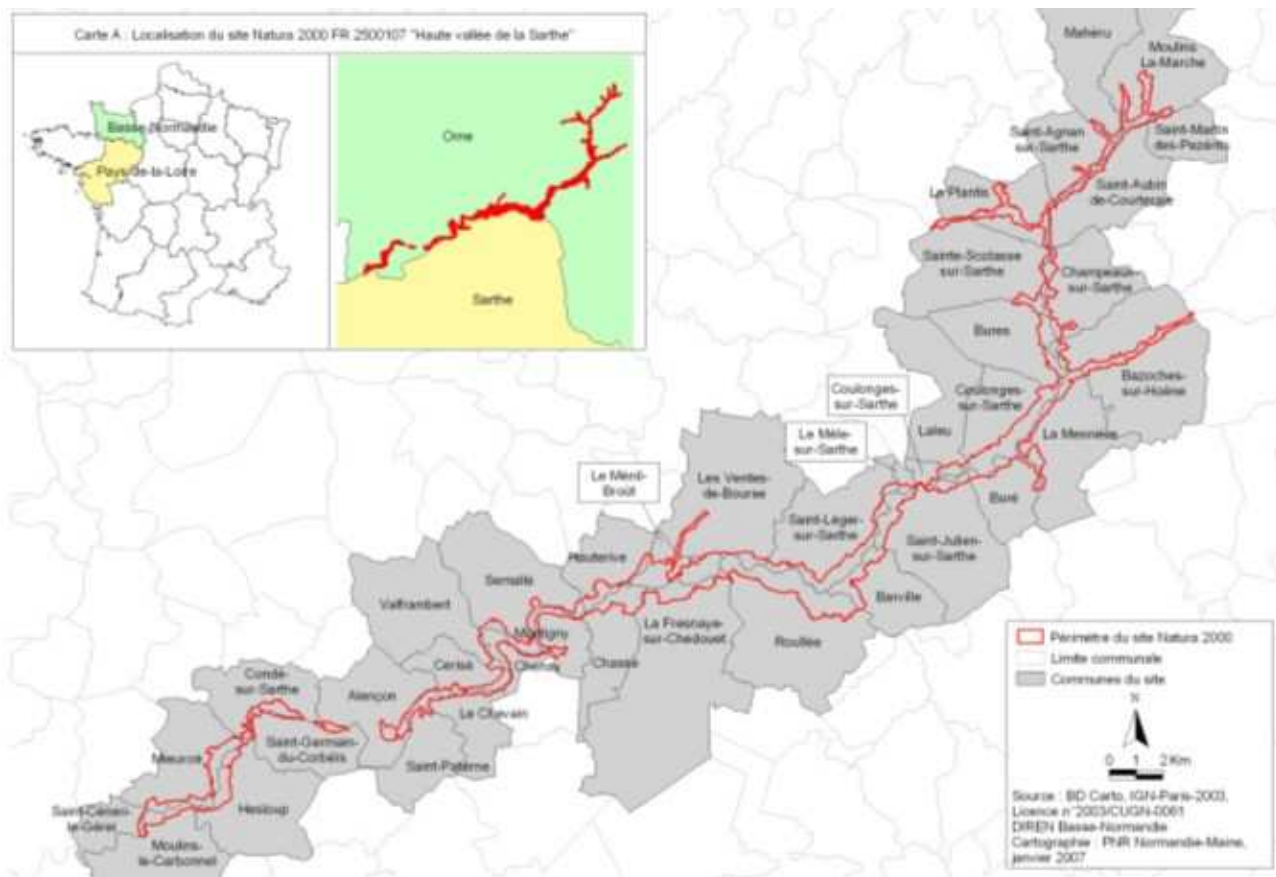 Carte A : Localisation du site Natura 2000 FR 2500107 "Haute vallée de la Sarthe"
Basse-Normandie
Pays-de-la-Loire
Orne
Sarthe
Mahéru
Moulins
La-Marche
Saint-Agnan
sur-Sarthe
Saint-Martin
des-Pézerits
Le Plantis
Saint-Aubin
de-Courteraie
Sainte-Scolasse
sur-Sarthe
Champeaux-
sur-Sarthe
Bures
Bazoches-
sur-Hoëne
Coulonges-
sur-Sarthe
Coulonges-
sur-Sarthe
Laleu
La Mesnière
Le Mêle-
sur-Sarthe
Le Ménil-
Broût
Les Ventes-
de-Bourse
Buré
Saint-Léger-
sur-Sarthe
Saint-Julien-
sur-Sarthe
Hauterive
Semallé
Barville
Valframbert
La Fresnaye-
sur-Chedouet
Roullée
Chassé
Cerisé
Chenay
Condé-
sur-Sarthe
Alençon
Le Chevain
Saint-Germain-
du-Corbéis
Saint-Paterne
Mieuxcé
Hesloup
Saint-Céneri-
le-Gérei
Moulins-
le-Carbonnel
Périmètre du site Natura 2000
Limite communale
Communes du site
N
0 1 2 Km
Source : BD Carto, IGN-Paris-2003,
Licence n°2003/CUGN-0061
DIREN Basse-Normandie
Cartographie : PNR Normandie-Maine,
janvier 2007